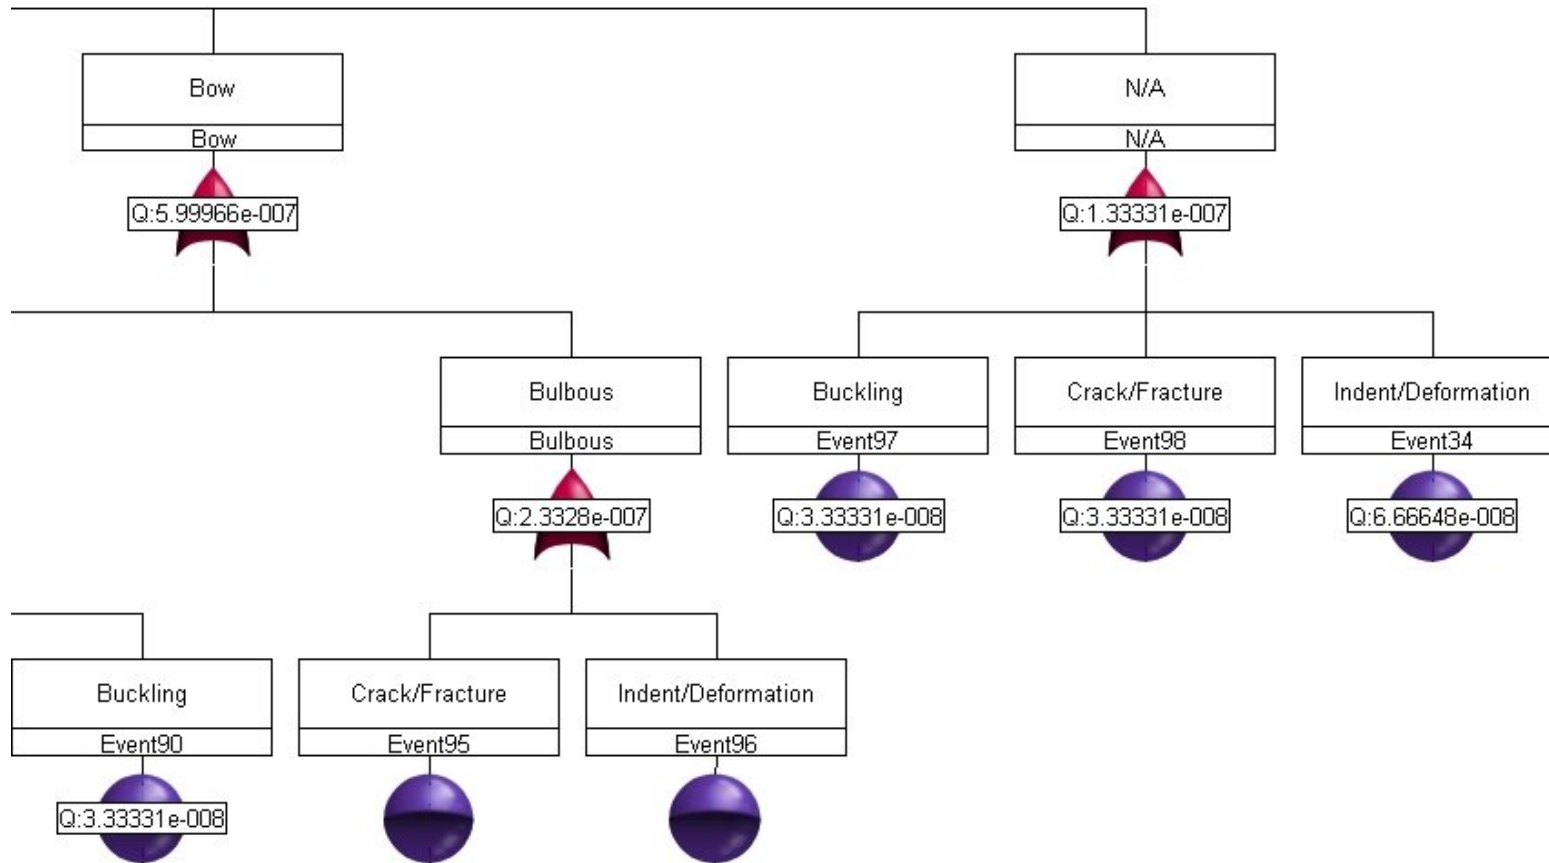 Bow
Bow
Q:5.99966e-007
N/A
N/A
Q:1.33331e-007
Bulbous
Bulbous
Q:2.3328e-007
Buckling
Event97
Q:3.33331e-008
Crack/Fracture
Event98
Q:3.33331e-008
Indent/Deformation
Event34
Q:6.66648e-008
Buckling
Event90
Q:3.33331e-008
Crack/Fracture
Event95
Indent/Deformation
Event96